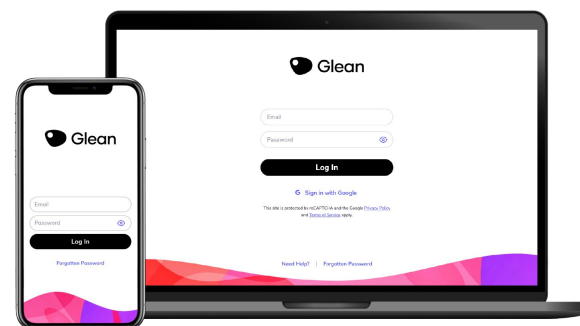 Glean
Email
Password
Log In
Forgotten Password
Glean
Email
Password
Log In
G Sign in with Google
This site is protected by reCAPTCHA and the Google Privacy Policy
and Terms of Service apply.
Need Help? | Forgotten Password